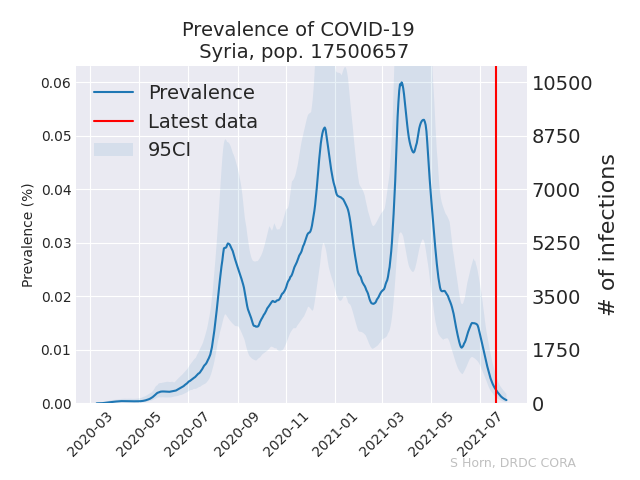 Prevalence of COVID-19
Syria, pop. 17500657
Prevalence
Latest data
95CI
Prevalence (%)
0.06
0.05
0.04
0.03
0.02
0.01
0.00
10500
8750
7000
5250
3500
1750
0
# of infections
2020-03
2020-05
2020-07
2020-09
2020-11
2021-01
2021-03
2021-05
2021-07
S Horn, DRDC CORA